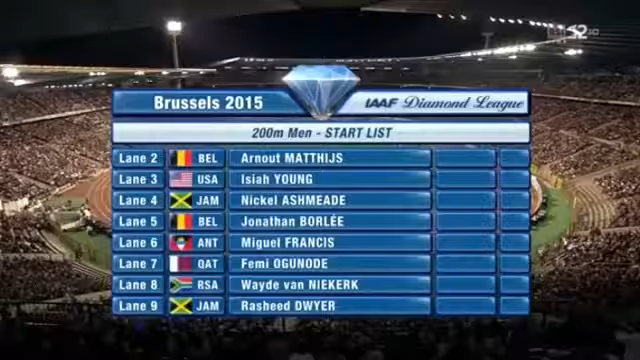 Brussels 2015
IAAF Diamond League
200m Men - START LIST
Lane 2 BEL Arnout MATTHIJS
Lane 3 USA Isiah YOUNG
Lane 4 JAM Nickel ASHMEADE
Lane 5 BEL Jonathan BORLÉE
Lane 6 ANT Miguel FRANCIS
Lane 7 QAT Femi OGUNODE
Lane 8 RSA Wayde van NIEKERK
Lane 9 JAM Rasheed DWYER